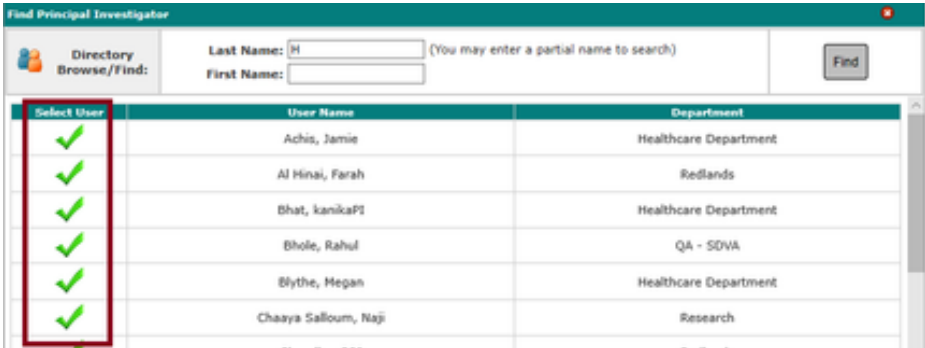 Find Principal Investigator
Directory Browse/Find:
Last Name: H (You may enter a partial name to search)
First Name:
Find
Select User User Name Department
Achis, Jamie Healthcare Department
Al Hinai, Farah Redlands
Bhat, kanikaPI Healthcare Department
Bhole, Rahul QA - SDVA
Blythe, Megan Healthcare Department
Chaaya Salloum, Naji Research